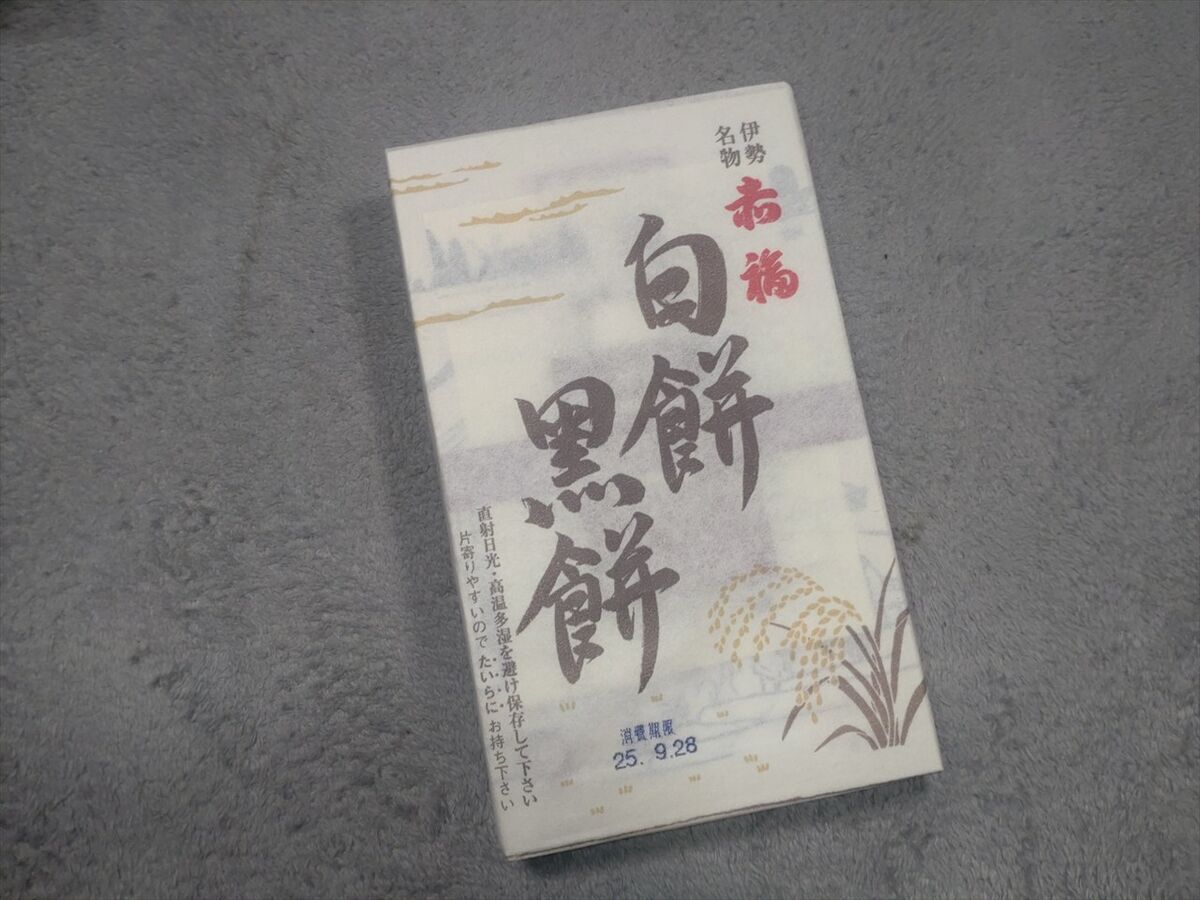 伊勢
名物
赤福
白餅
黑餅
直射日光・高温多湿を避け保存して下さい
片寄りやすいので たいらに お持ち下さい
消費期限
25. 9.28